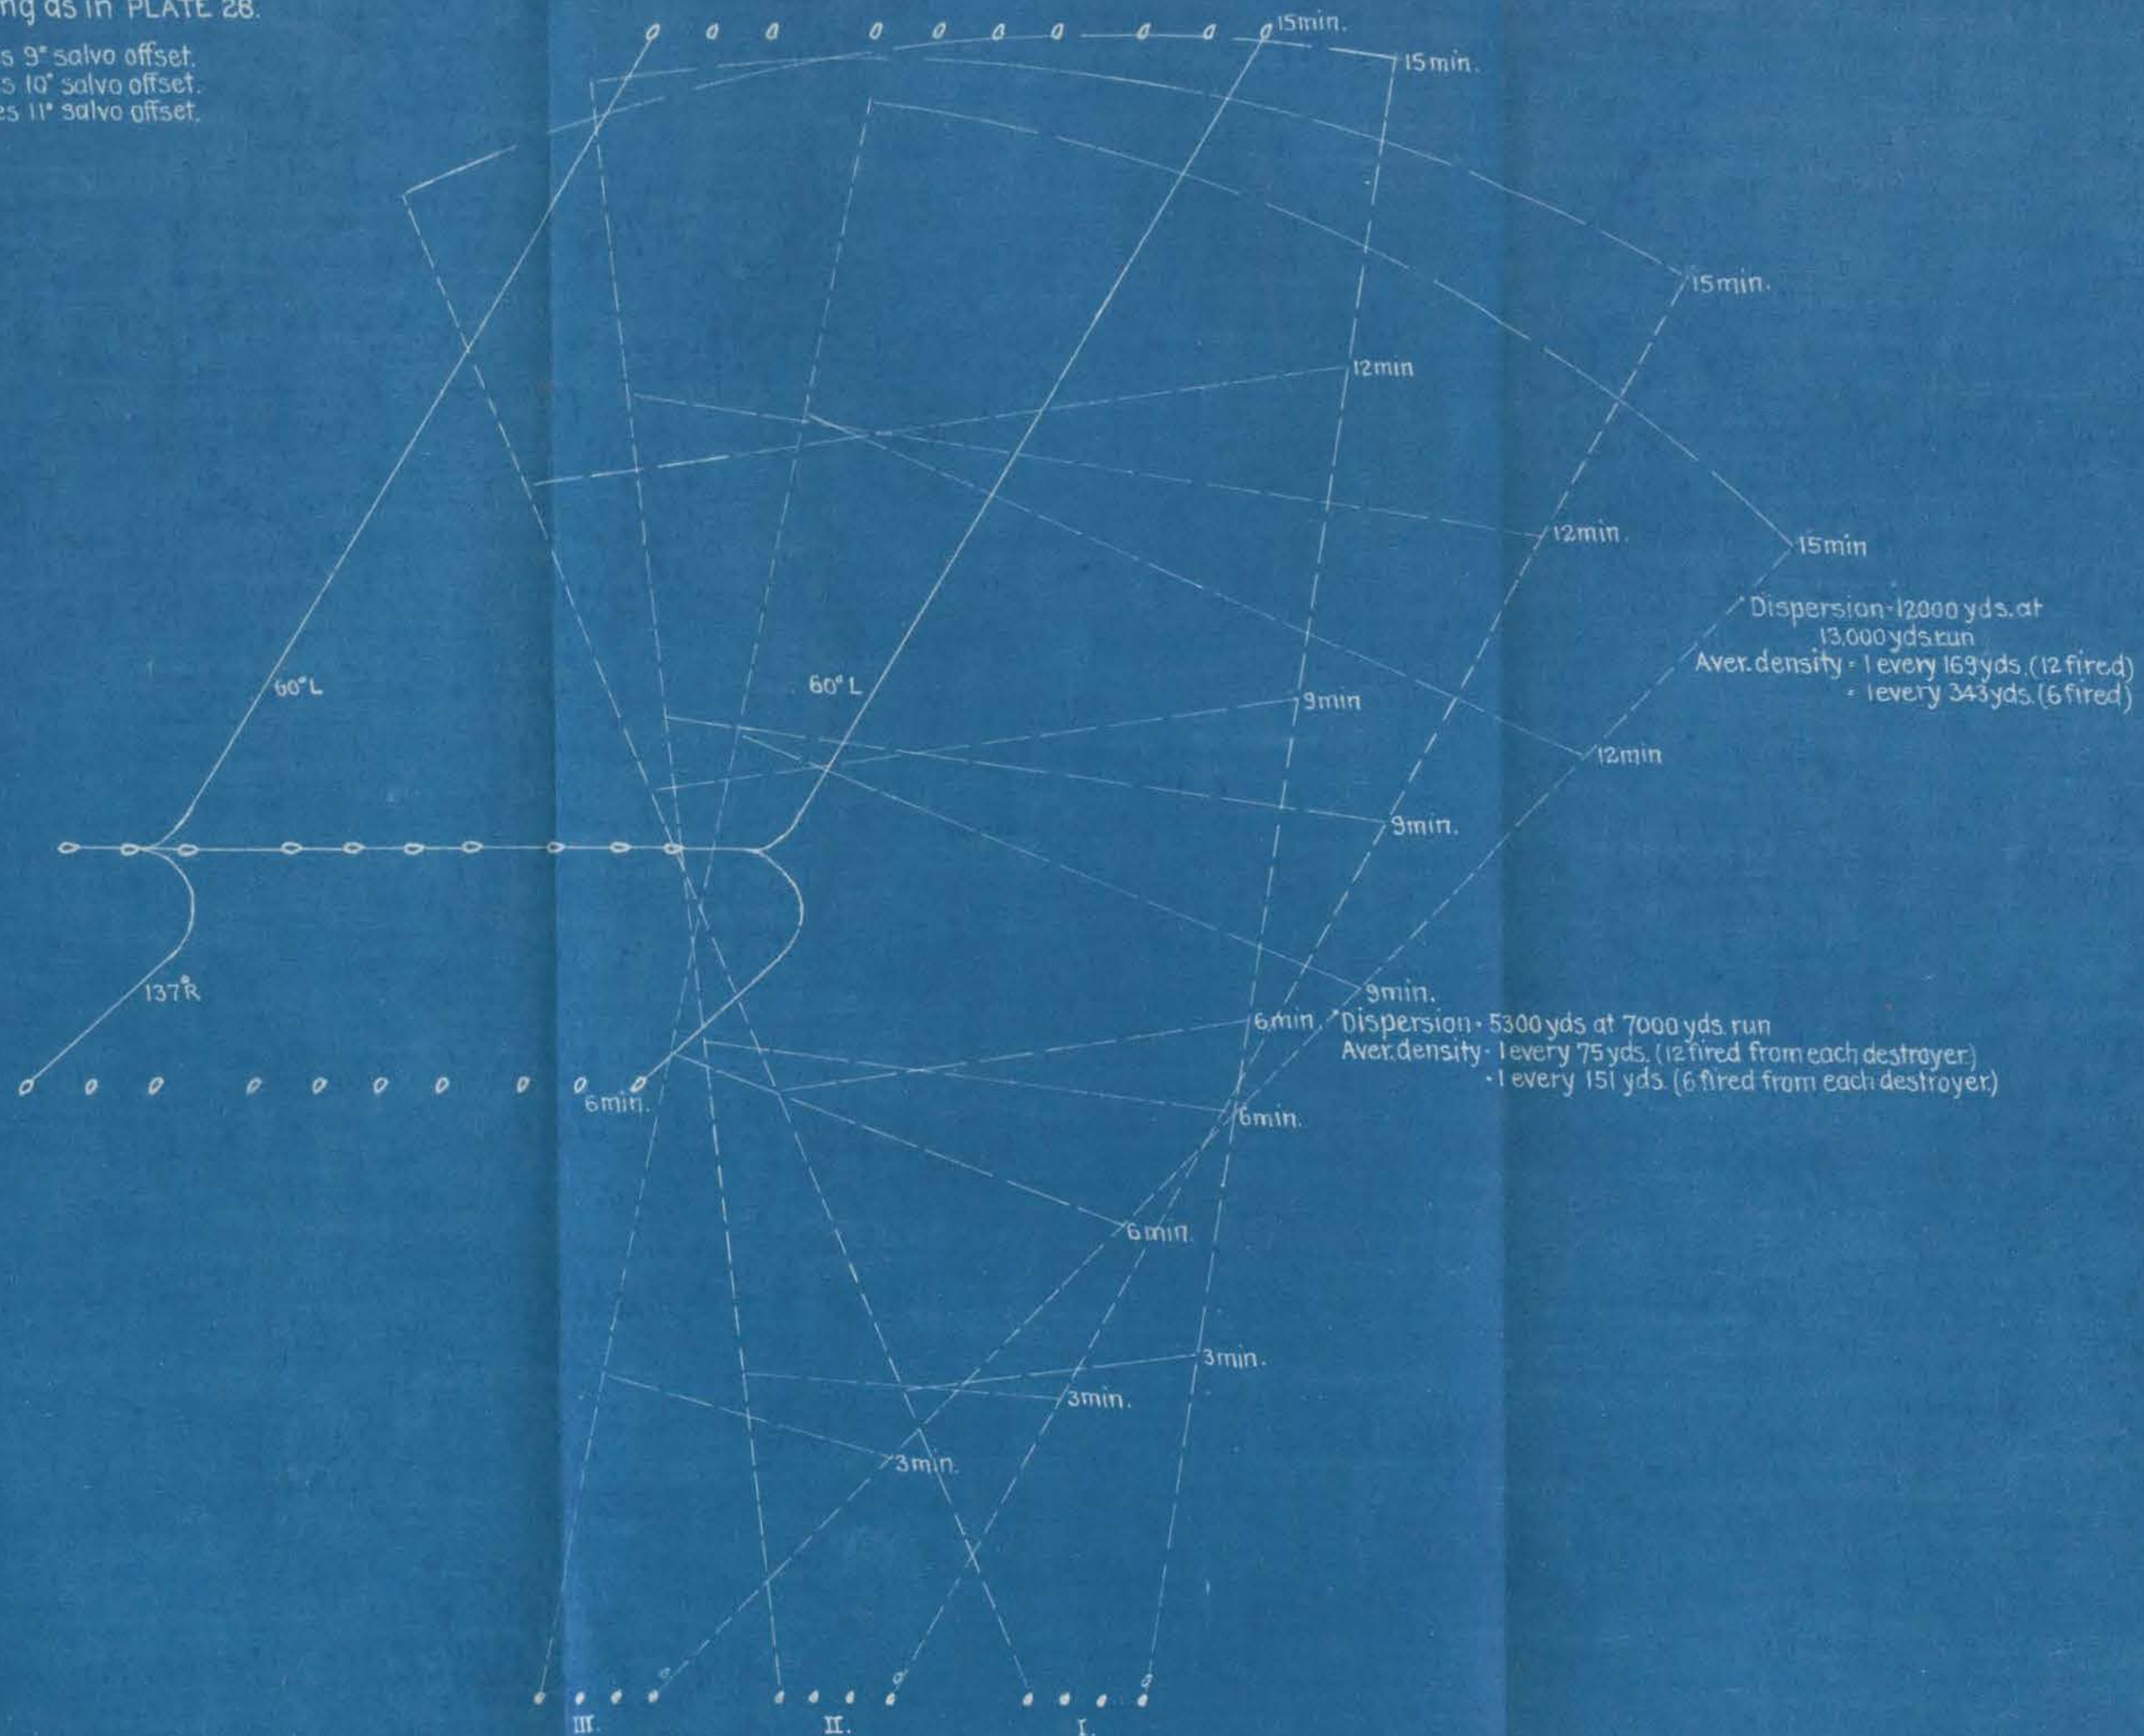 as in PLATE 28.
9° salvo offset.
10° salvo offset.
11° salvo offset.
15min.
15min.
15min.
12min
12min.
15min
Dispersion-12000 yds. at
13,000 yds. run
Aver. density = 1 every 169 yds. (12 fired)
= 1 every 343 yds. (6 fired)
60°L
60°L
9min
12min
9min.
137°R
9min.
6min.
Dispersion - 5300 yds at 7000 yds. run
Aver. density - 1 every 75 yds. (12 fired from each destroyer.)
- 1 every 151 yds. (6 fired from each destroyer.)
6min.
6min.
6min.
3min.
3min.
3min.
III.
II.
I.